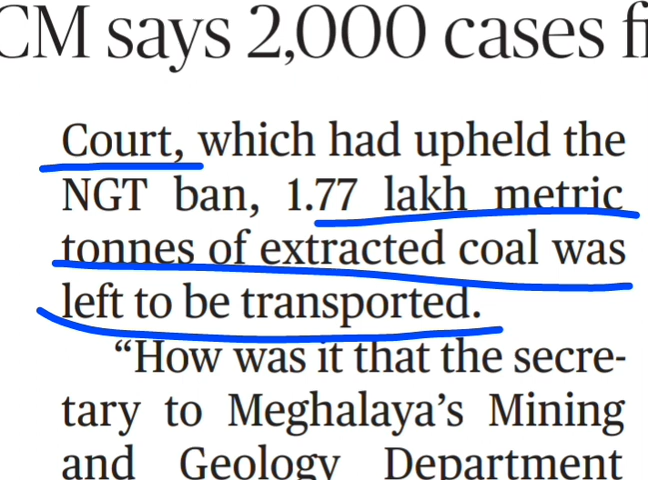 CM says 2,000 cases
Court, which had upheld the
NGT ban, 1.77 lakh metric
tonnes of extracted coal was
left to be transported.
“How was it that the secre-
tary to Meghalaya’s Mining
and Geology Department